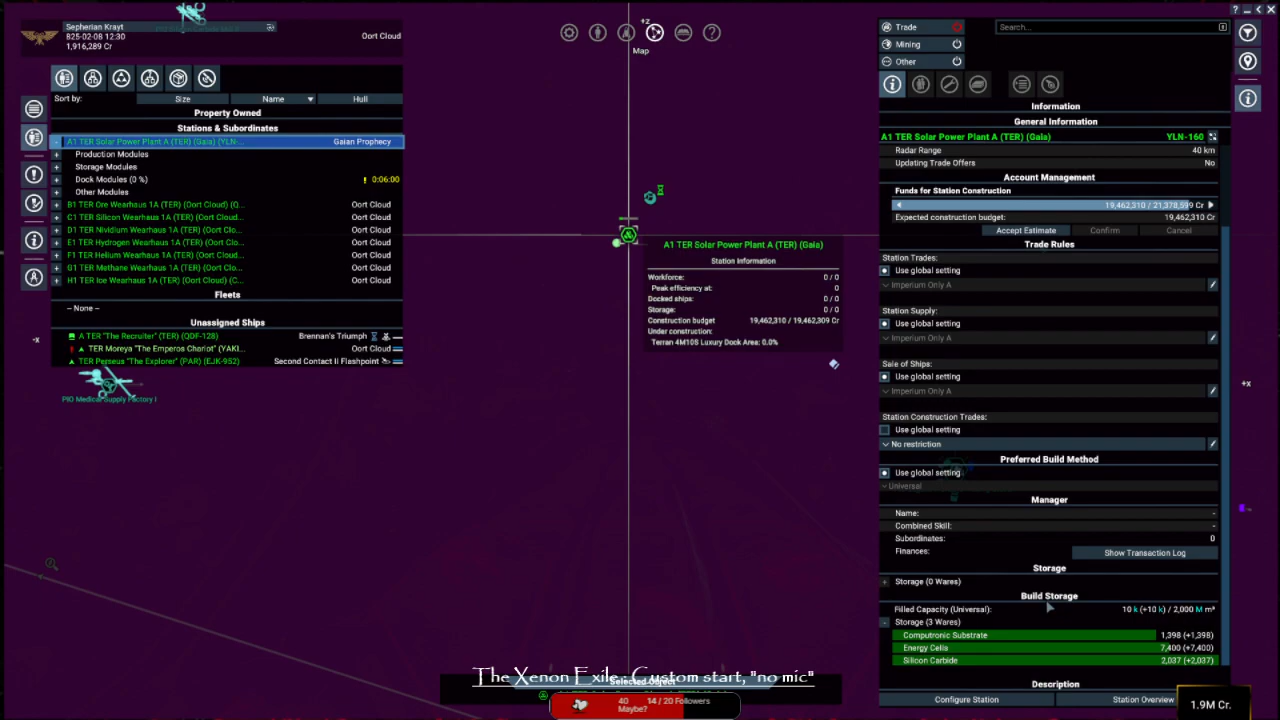 Sepherian Krayt
825-02-08 12:30
1,916,289 Cr
Oort Cloud
Sort by:
Size
Name
Hull
Property Owned
Stations & Subordinates
- A1 TER Solar Power Plant A (TER) (Gaia) (YLN-... Gaian Prophecy
+ Production Modules
+ Storage Modules
+ Dock Modules (0 %) ! 0:06:00
+ Other Modules
+ B1 TER Ore Wearhaus 1A (TER) (Oort Cloud) (Q... Oort Cloud
+ C1 TER Silicon Wearhaus 1A (TER) (Oort Cloud... Oort Cloud
+ D1 TER Nividium Wearhaus 1A (TER) (Oort Clou... Oort Cloud
+ E1 TER Hydrogen Wearhaus 1A (TER) (Oort Clou... Oort Cloud
+ F1 TER Helium Wearhaus 1A (TER) (Oort Cloud)... Oort Cloud
+ G1 TER Methane Wearhaus 1A (TER) (Oort Clo... Oort Cloud
+ H1 TER Ice Wearhaus 1A (TER) (Oort Cloud) (... Oort Cloud
Fleets
-- None --
Unassigned Ships
A TER "The Recruiter" (TER) (QDF-128) Brennan's Triumph
TER Moreya "The Emperos Chariot" (YAKI... Oort Cloud
TER Perseus "The Explorer" (PAR) (EJK-952) Second Contact II Flashpoint
PIO Medical Supply Factory I
+Z
Map
-X
+X
A1 TER Solar Power Plant A (TER) (Gaia)
Station Information
Workforce: 0 / 0
Peak efficiency at: 0
Docked ships: 0 / 0
Storage: 0 / 0
Construction budget 19,462,310 / 19,462,309 Cr
Under construction:
Terran 4M10S Luxury Dock Area: 0.0%
Trade
Mining
Other
Search...
Information
General Information
A1 TER Solar Power Plant A (TER) (Gaia) YLN-160
Radar Range 40 km
Updating Trade Offers No
Account Management
Funds for Station Construction
19,462,310 / 21,378,599 Cr
Expected construction budget: 19,462,310 Cr
Accept Estimate
Confirm
Cancel
Trade Rules
Station Trades:
Use global setting
Imperium Only A
Station Supply:
Use global setting
Imperium Only A
Sale of Ships:
Use global setting
Imperium Only A
Station Construction Trades:
Use global setting
No restriction
Preferred Build Method
Use global setting
Universal
Manager
Name: -
Combined Skill: -
Subordinates: 0
Finances: Show Transaction Log
Storage
+ Storage (0 Wares)
Build Storage
Filled Capacity (Universal): 10 k (+10 k) / 2,000 M m³
- Storage (3 Wares)
Computronic Substrate 1,398 (+1,398)
Energy Cells 7,400 (+7,400)
Silicon Carbide 2,037 (+2,037)
Description
Configure Station
Station Overview
1.9M Cr.
The Xenon Exile : Custom start, "no mic"
Selected Object
40 14 / 20 Followers
Maybe?